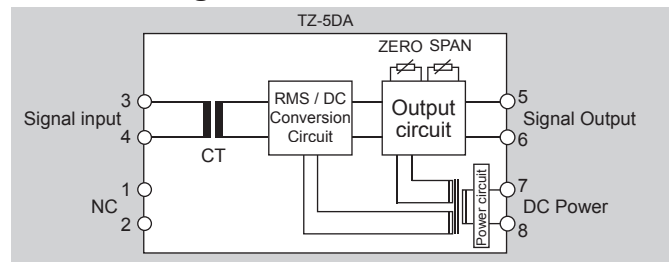 TZ-5DA
ZERO SPAN
3
Signal input
4
CT
RMS / DC
Conversion
Circuit
Output
circuit
5
Signal Output
6
1
NC
2
Power circuit
7
DC Power
8